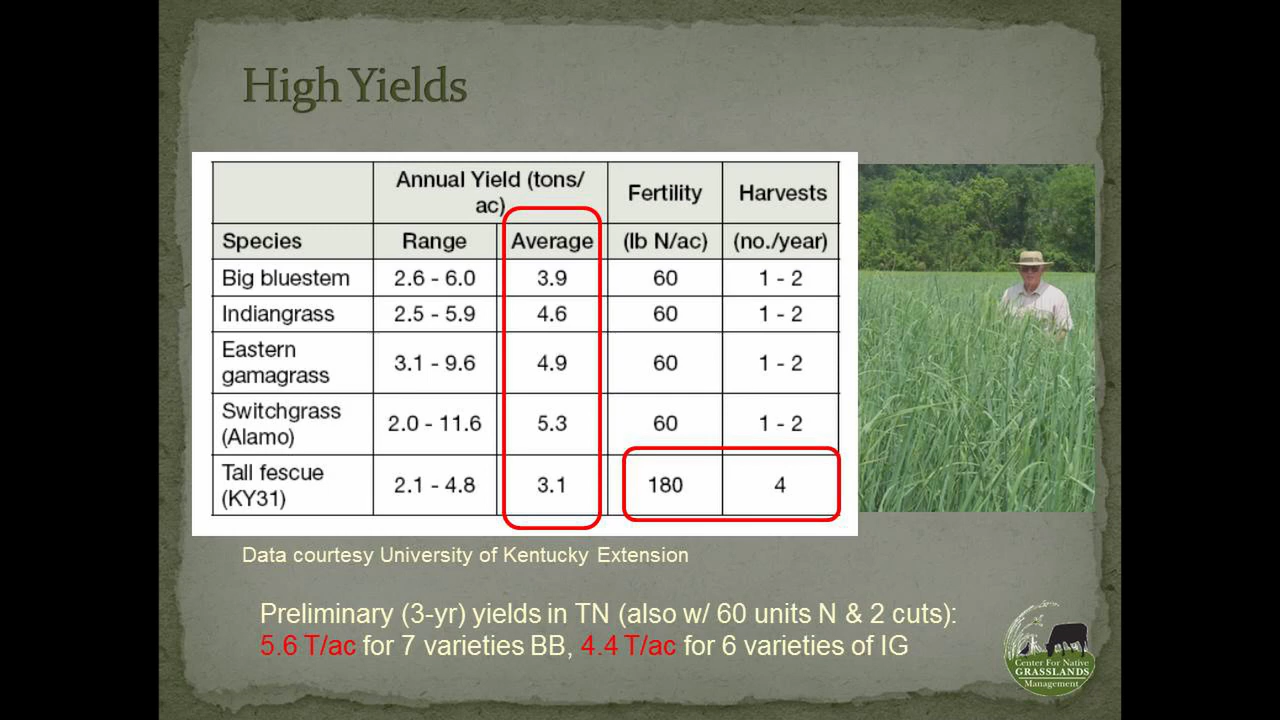 High Yields
Annual Yield (tons/
ac)
Fertility
Harvests
Species
Range
Average
(lb N/ac)
(no./year)
Big bluestem
2.6 - 6.0
3.9
60
1 - 2
Indiangrass
2.5 - 5.9
4.6
60
1 - 2
Eastern
gamagrass
3.1 - 9.6
4.9
60
1 - 2
Switchgrass
(Alamo)
2.0 - 11.6
5.3
60
1 - 2
Tall fescue
(KY31)
2.1 - 4.8
3.1
180
4
Data courtesy University of Kentucky Extension
Preliminary (3-yr) yields in TN (also w/ 60 units N & 2 cuts):
5.6 T/ac for 7 varieties BB, 4.4 T/ac for 6 varieties of IG
Center For Native
GRASSLANDS
Management